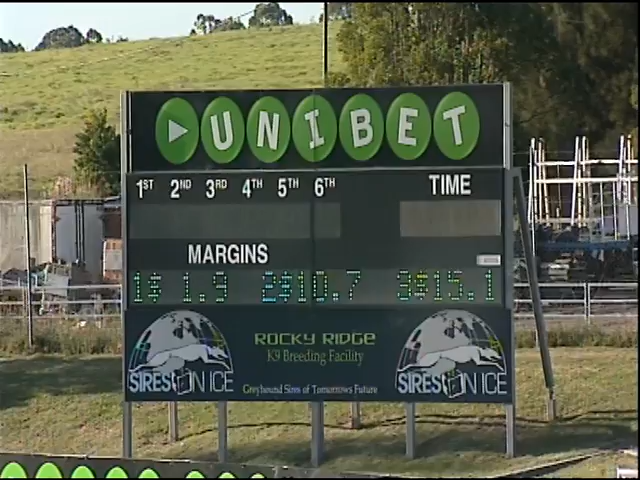 UNIBET
1ST 2ND 3RD 4TH 5TH 6TH TIME
MARGINS
1$ 1.9 2$10.7 3$15.1
ROCKY RIDGE
K9 Breeding Facility
SIRES ON ICE
Greyhound Sires of Tomorrows Future
SIRES ON ICE